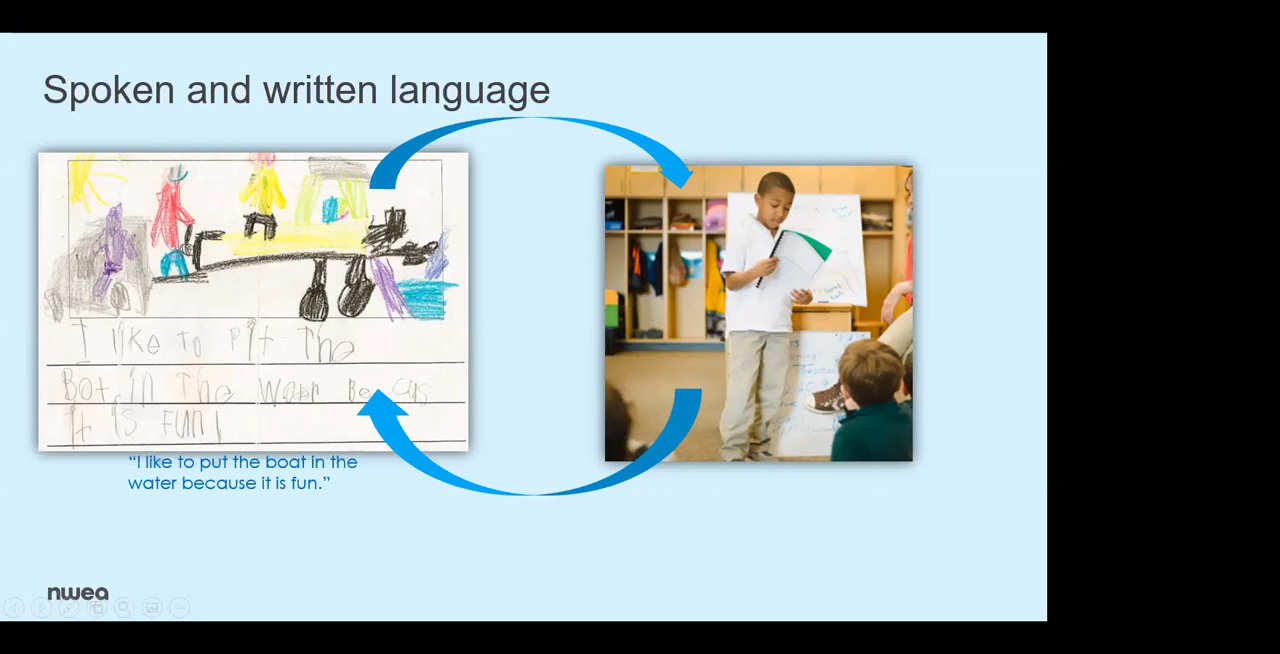 Spoken and written language
I like To Pit The
Bot in The Water Be cus
It is Fun!
“I like to put the boat in the
water because it is fun.”
nwea